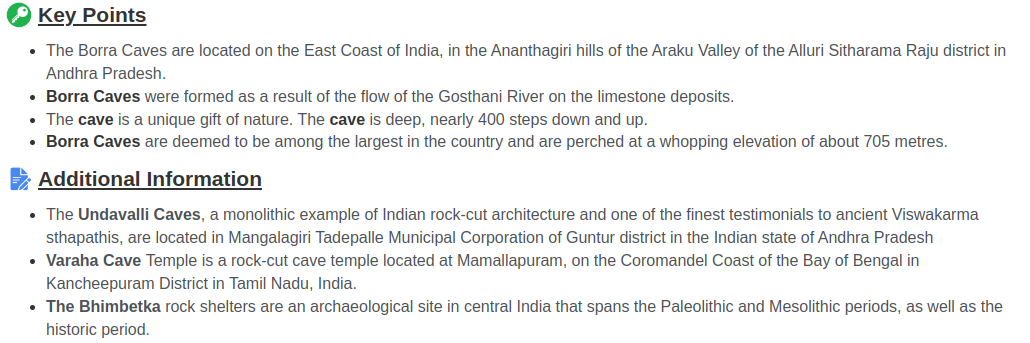 Key Points
The Borra Caves are located on the East Coast of India, in the Ananthagiri hills of the Araku Valley of the Alluri Sitharama Raju district in
Andhra Pradesh.
Borra Caves were formed as a result of the flow of the Gosthani River on the limestone deposits.
The cave is a unique gift of nature. The cave is deep, nearly 400 steps down and up.
Borra Caves are deemed to be among the largest in the country and are perched at a whopping elevation of about 705 metres.
Additional Information
The Undavalli Caves, a monolithic example of Indian rock-cut architecture and one of the finest testimonials to ancient Viswakarma
sthapathis, are located in Mangalagiri Tadepalle Municipal Corporation of Guntur district in the Indian state of Andhra Pradesh
Varaha Cave Temple is a rock-cut cave temple located at Mamallapuram, on the Coromandel Coast of the Bay of Bengal in
Kancheepuram District in Tamil Nadu, India.
The Bhimbetka rock shelters are an archaeological site in central India that spans the Paleolithic and Mesolithic periods, as well as the
historic period.